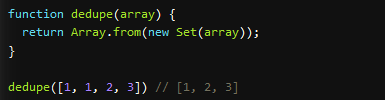 function dedupe(array) {
  return Array.from(new Set(array));
}
dedupe([1, 1, 2, 3]) // [1, 2, 3]